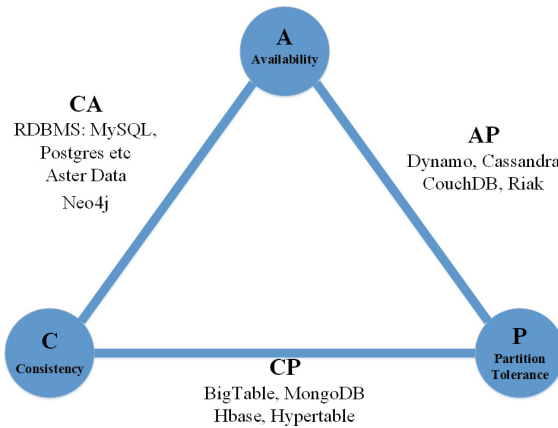 A
Availability
CA
RDBMS: MySQL,
Postgres etc
Aster Data
Neo4j
AP
Dynamo, Cassandra
CouchDB, Riak
C
Consistency
P
Partition
Tolerance
CP
BigTable, MongoDB
Hbase, Hypertable